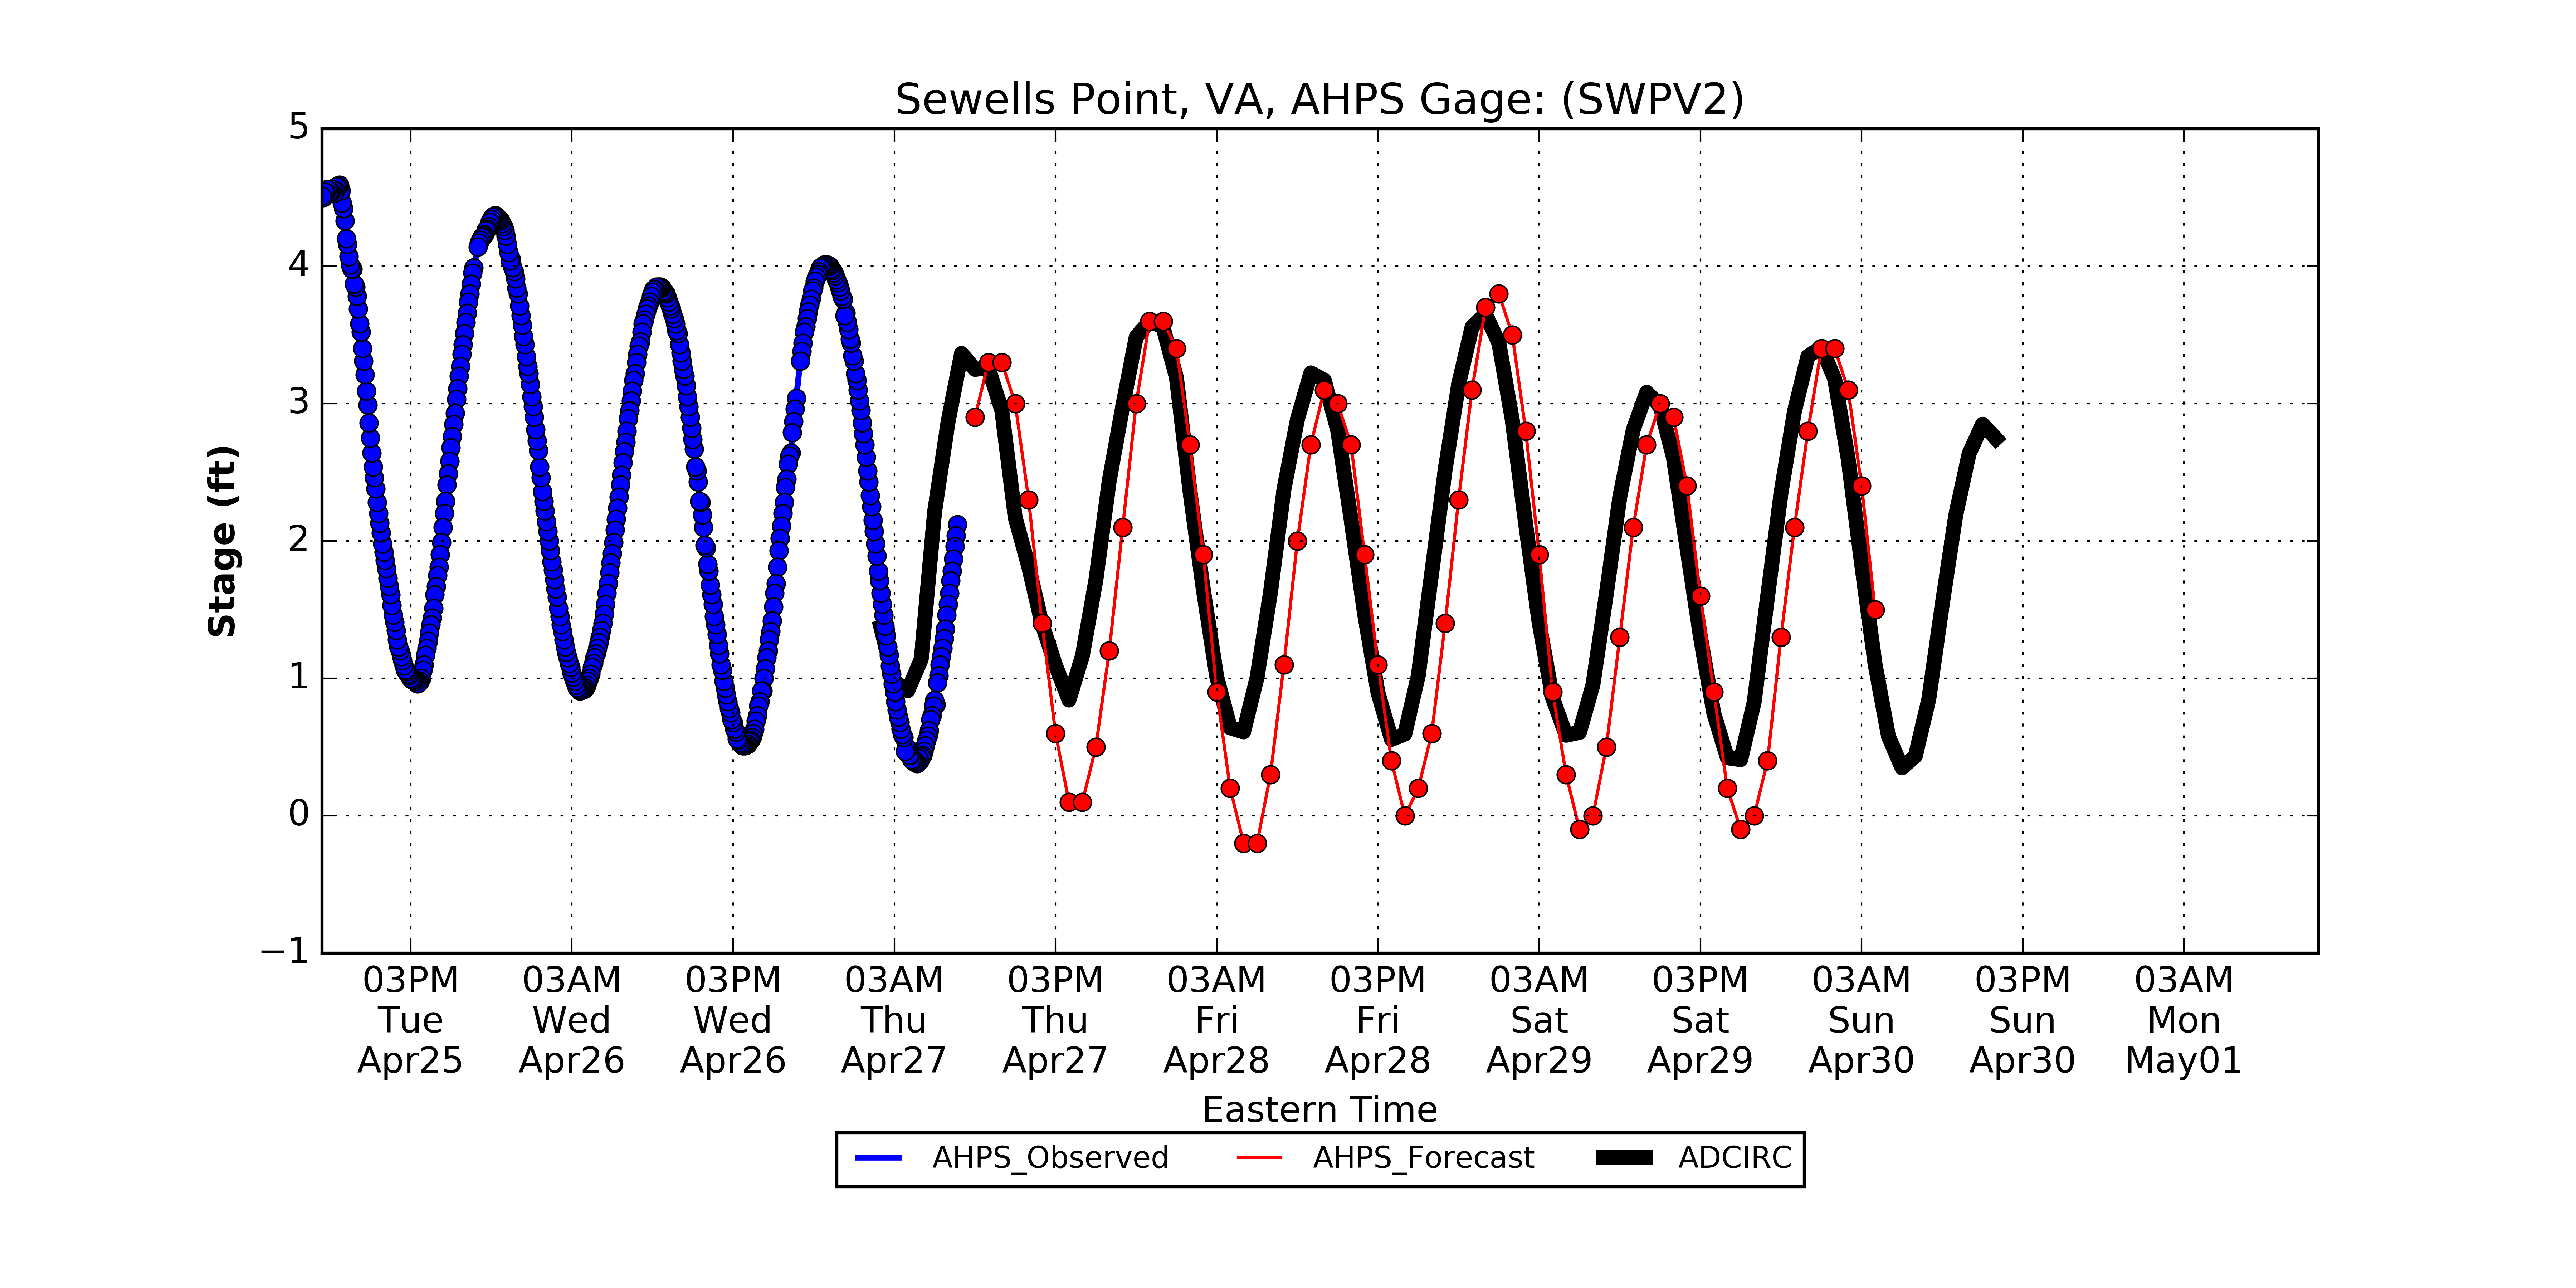 Sewells Point, VA, AHPS Gage: (SWPV2)
5
4
3
2
1
0
−1
Stage (ft)
03PM 03AM 03PM 03AM 03PM 03AM 03PM 03AM 03PM 03AM 03PM 03AM
Tue Wed Wed Thu Thu Fri Fri Sat Sat Sun Sun Mon
Apr25 Apr26 Apr26 Apr27 Apr27 Apr28 Apr28 Apr29 Apr29 Apr30 Apr30 May01
Eastern Time
AHPS_Observed AHPS_Forecast ADCIRC